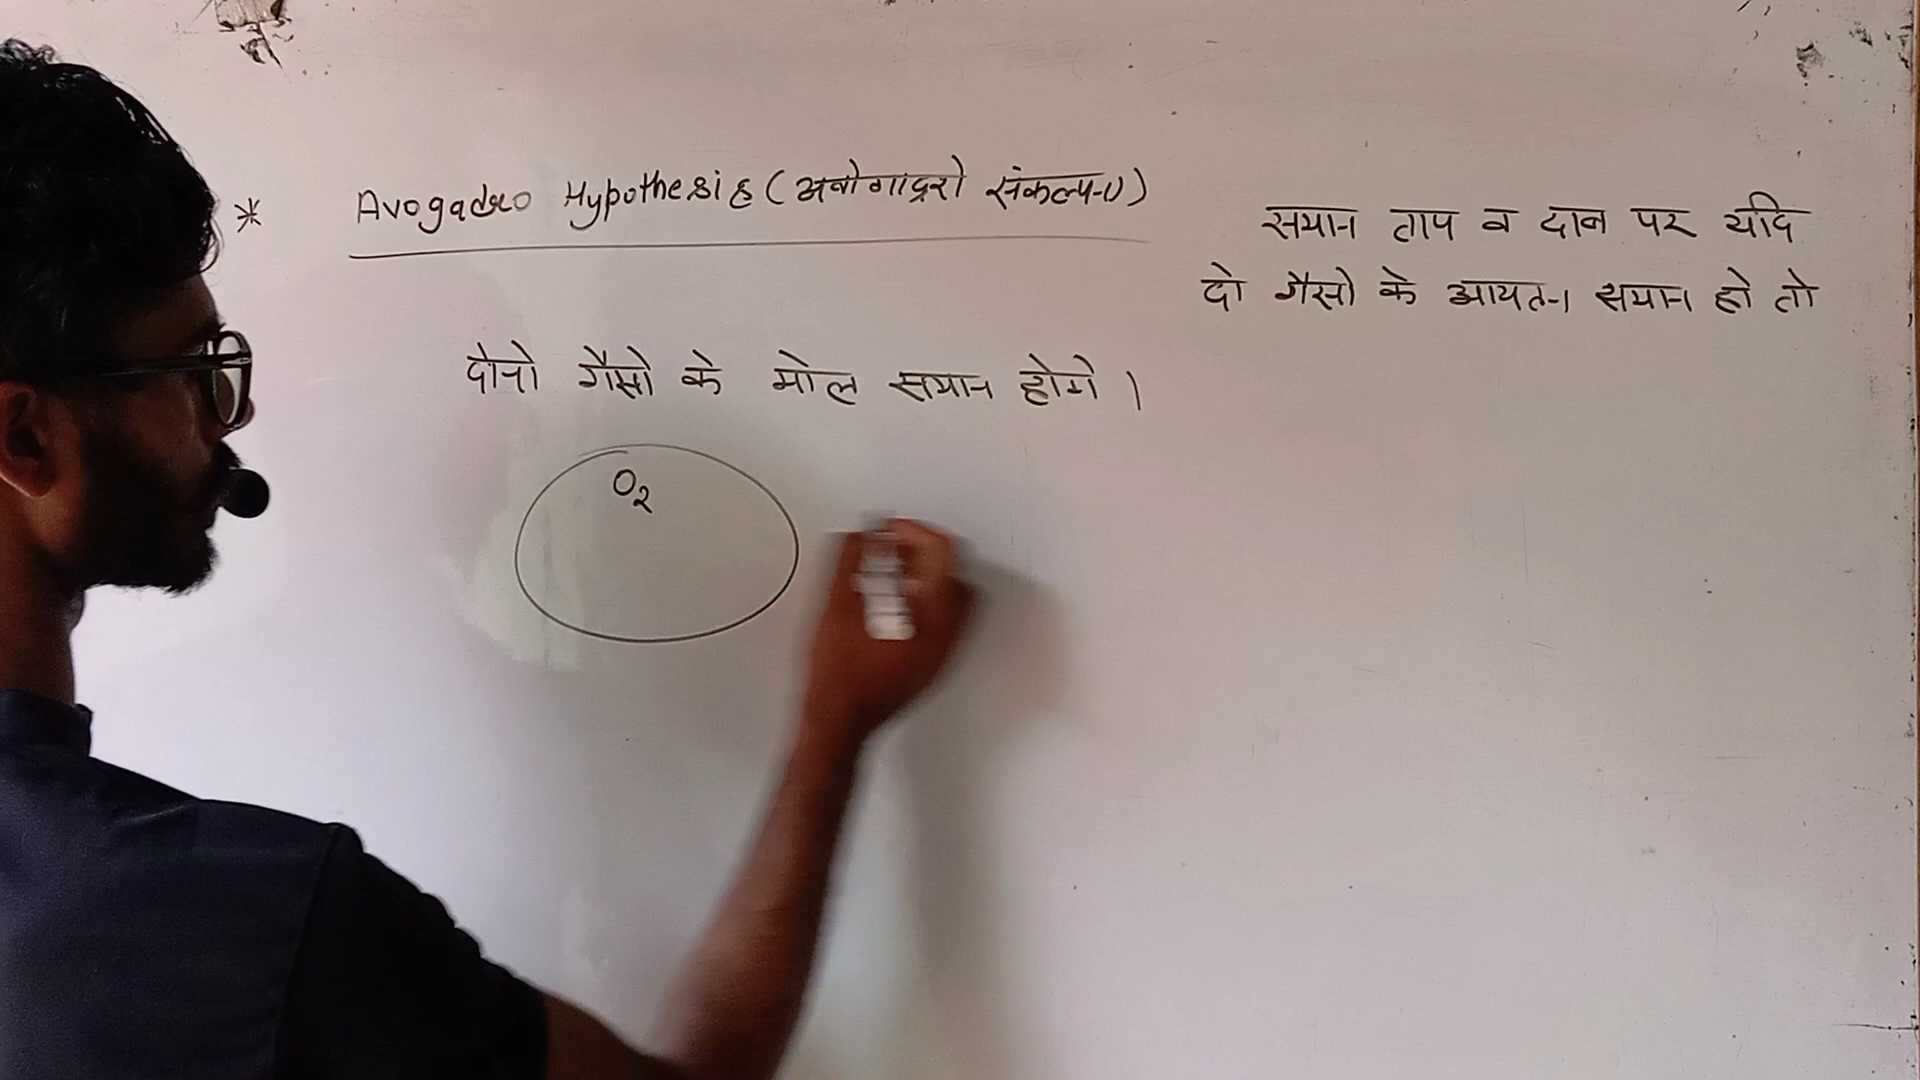 * Avogadro Hypothesis (अवोगाद्रो संकल्पना)
समान ताप व दाब पर यदि
दो गैसो के आयतन समान हो तो
दोनो गैसो के मोल समान होगे।
O₂